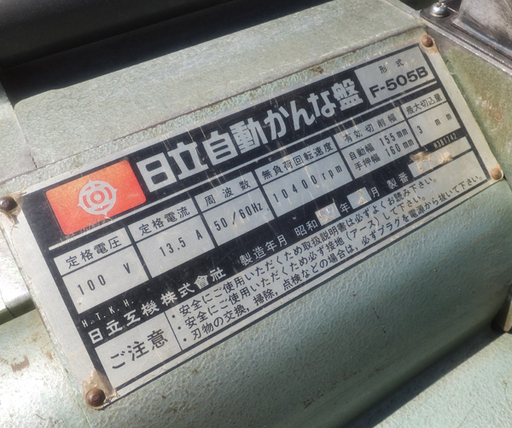 日立自動かんな盤
形式
F-505B
定格電圧 定格電流 周波数 無負荷回転速度 有効切削幅 最大切込量
100 V 13.5 A 50/60Hz 10400rpm 自動幅 155mm 3mm
手押幅 160mm
H.T.K.H.
日立工機株式會社 製造年月 昭和 年 月 製番
ご注意
・安全にご使用いただくため取扱説明書は必ずよくお読み下さい。
・安全にご使用いただくため必ず接地（アース）して下さい。
・刃物の交換，掃除，点検などの場合は、必ずプラグを電源から抜いて下さい。